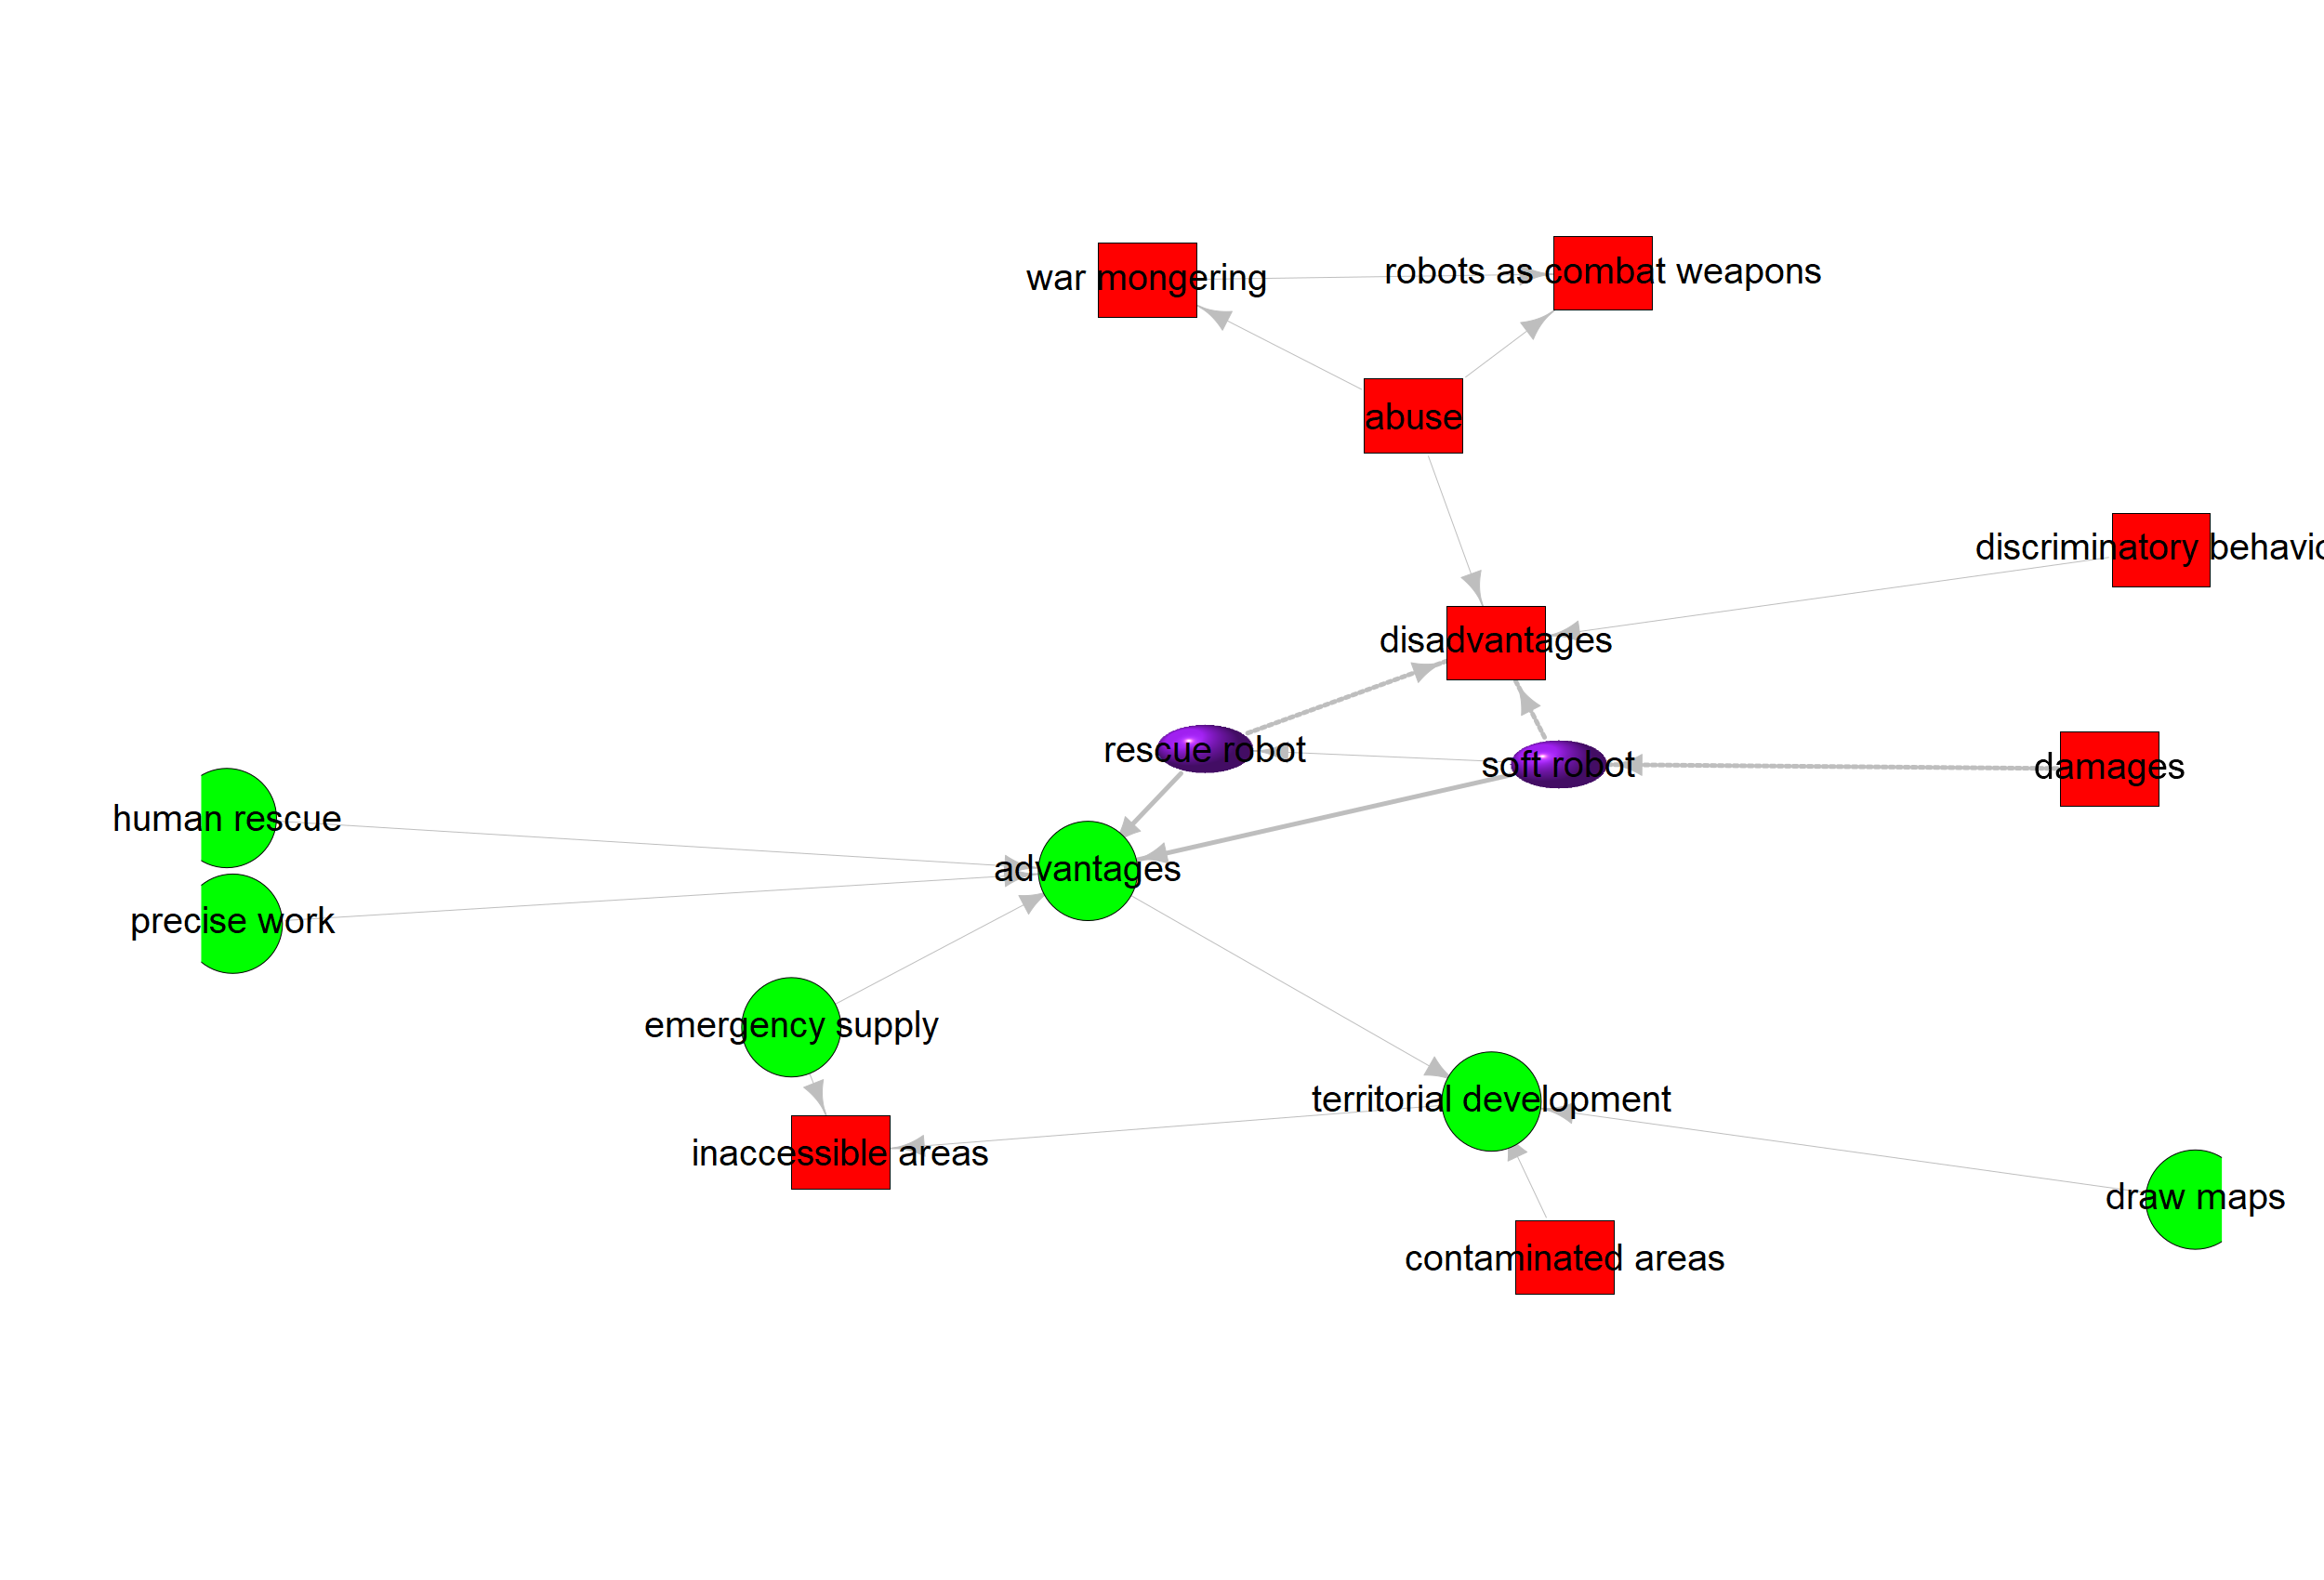 robots as combat weapons
war mongering
abuse
discriminatory behavio
disadvantages
rescue robot
soft robot
damages
human rescue
advantages
precise work
emergency supply
territorial development
inaccessible areas
draw maps
contaminated areas